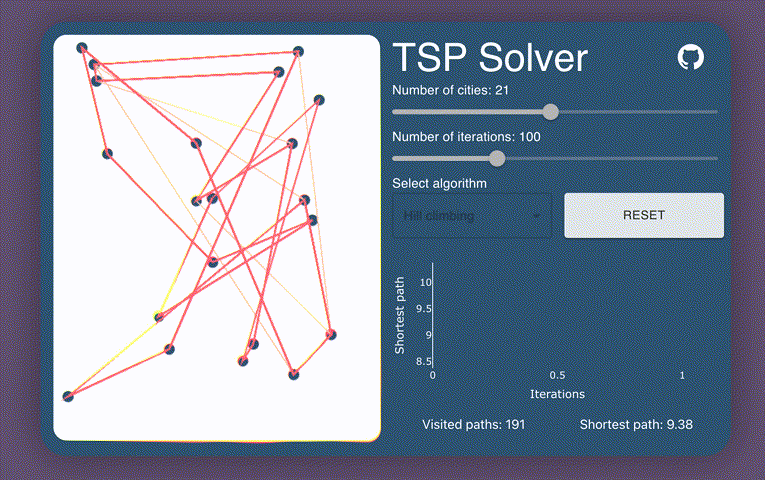 TSP Solver
Number of cities: 21
Number of iterations: 100
Select algorithm
Hill climbing
RESET
Shortest path
10
9.5
9
8.5
0
0.5
1
Iterations
Visited paths: 191
Shortest path: 9.38